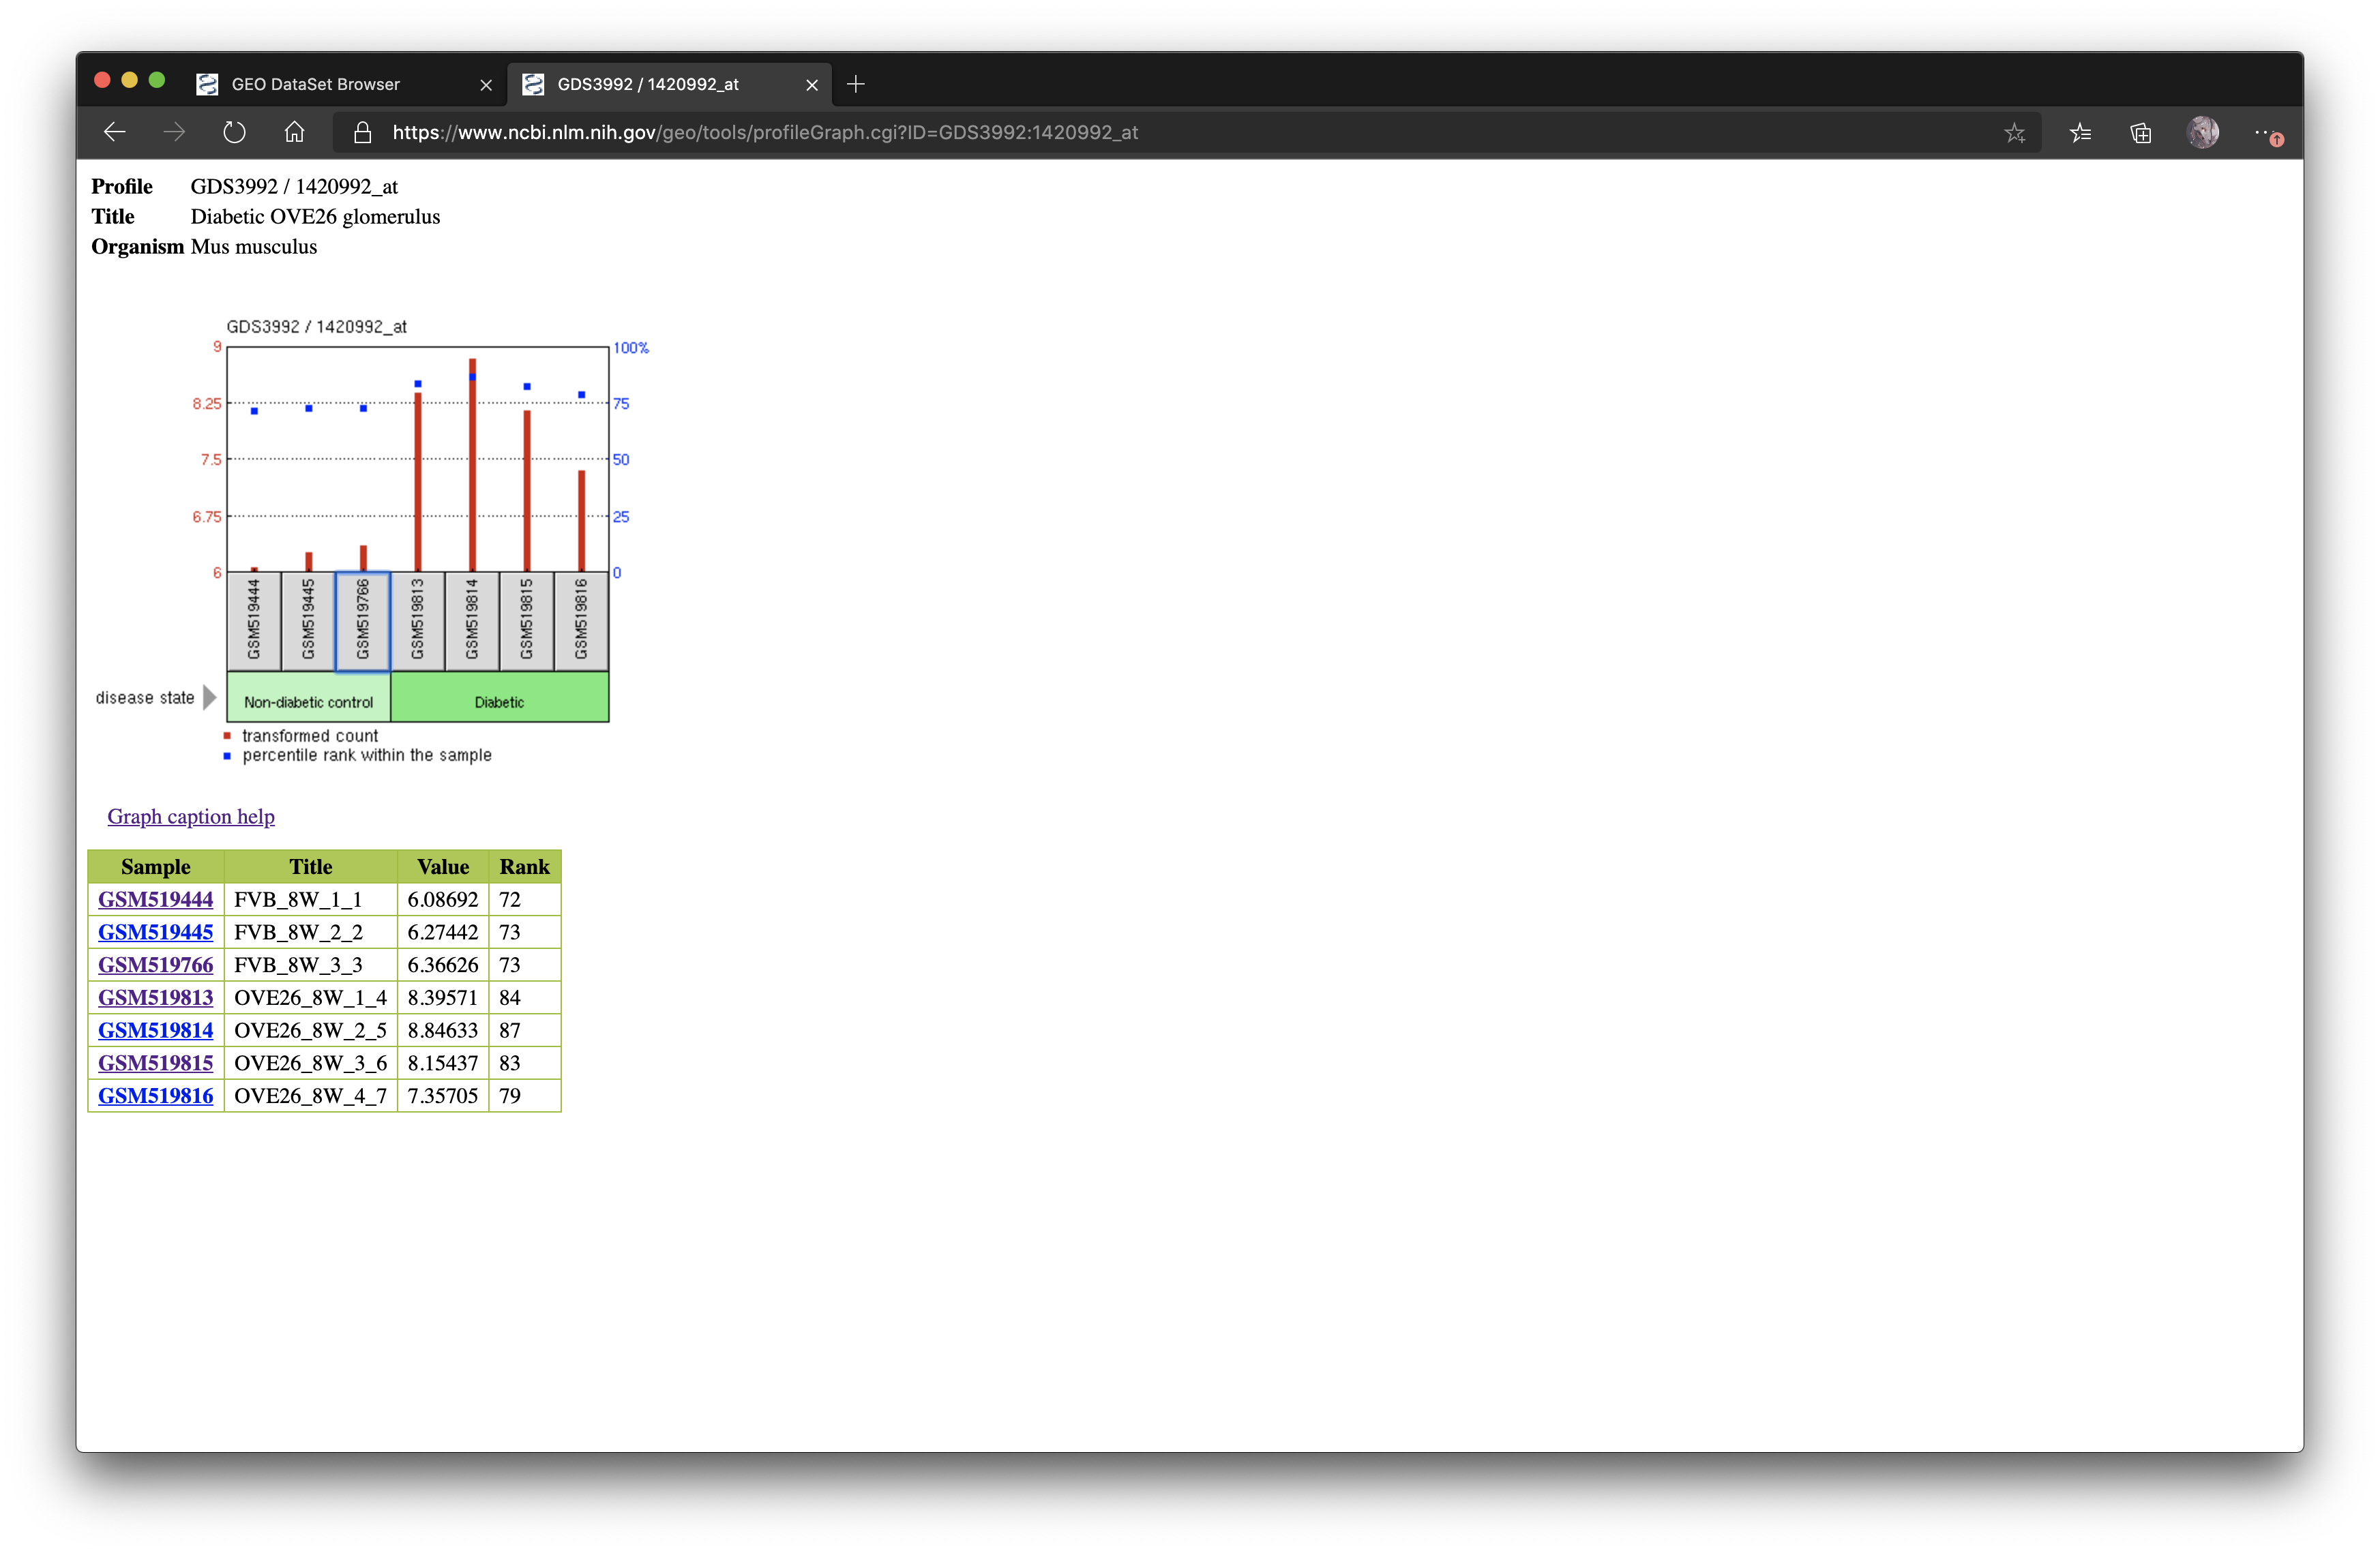 GEO DataSet Browser
GDS3992 / 1420992_at
https://www.ncbi.nlm.nih.gov/geo/tools/profileGraph.cgi?ID=GDS3992:1420992_at
Profile GDS3992 / 1420992_at
Title Diabetic OVE26 glomerulus
Organism Mus musculus
GDS3992 / 1420992_at
9 100%
8.25 75
7.5 50
6.75 25
6 0
GSM519444 GSM519445 GSM519766 GSM519813 GSM519814 GSM519815 GSM519816
disease state Non-diabetic control Diabetic
transformed count
percentile rank within the sample
Graph caption help
Sample Title Value Rank
GSM519444 FVB_8W_1_1 6.08692 72
GSM519445 FVB_8W_2_2 6.27442 73
GSM519766 FVB_8W_3_3 6.36626 73
GSM519813 OVE26_8W_1_4 8.39571 84
GSM519814 OVE26_8W_2_5 8.84633 87
GSM519815 OVE26_8W_3_6 8.15437 83
GSM519816 OVE26_8W_4_7 7.35705 79